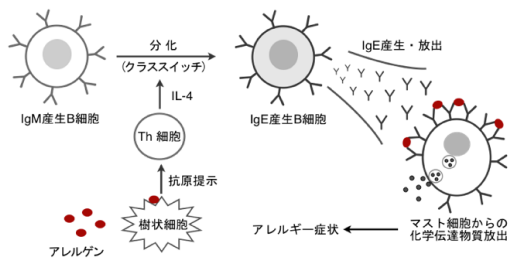 分化
(クラススイッチ)
IgE産生・放出
IL-4
IgM産生B細胞
IgE産生B細胞
Th 細胞
抗原提示
樹状細胞
アレルゲン
アレルギー症状
マスト細胞からの
化学伝達物質放出